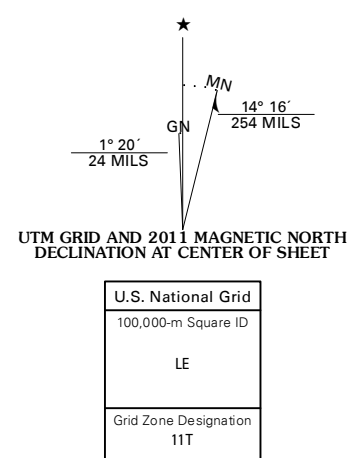 MN
GN
14° 16´
254 MILS
1° 20´
24 MILS
UTM GRID AND 2011 MAGNETIC NORTH
DECLINATION AT CENTER OF SHEET
U.S. National Grid
100,000-m Square ID
LE
Grid Zone Designation
11T